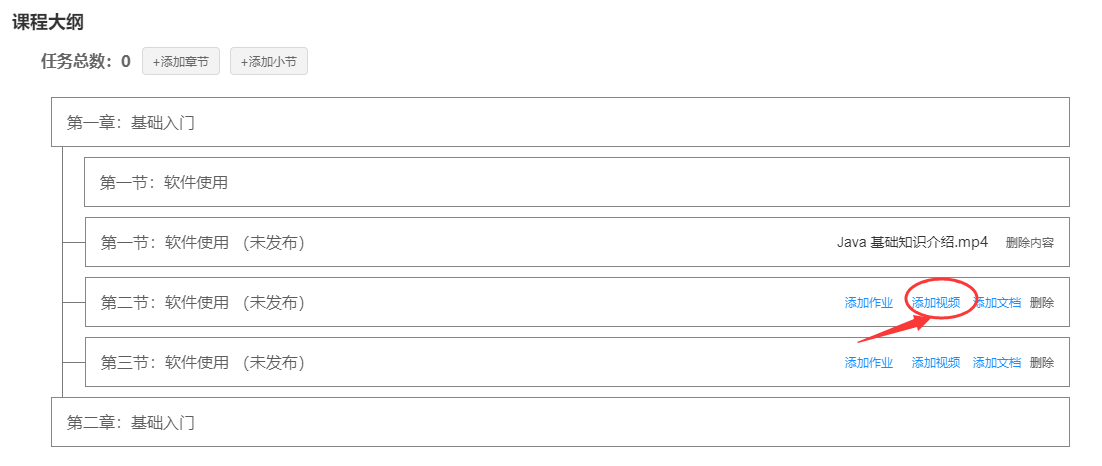 课程大纲
任务总数：0 +添加章节 +添加小节
第一章：基础入门
第一节：软件使用
第一节：软件使用 （未发布） Java 基础知识介绍.mp4 删除内容
第二节：软件使用 （未发布） 添加作业 添加视频 添加文档 删除
第三节：软件使用 （未发布） 添加作业 添加视频 添加文档 删除
第二章：基础入门